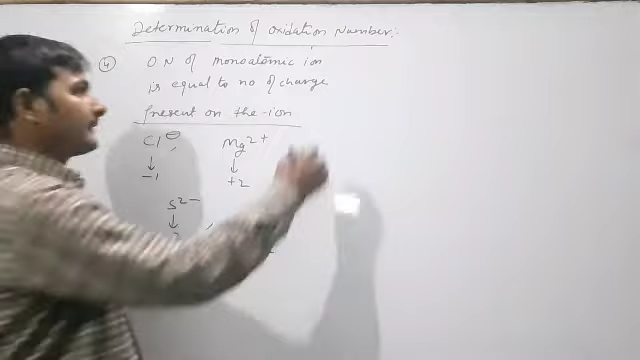 Determination of oxidation Number:-
④ O.N of monoatomic ion
is equal to no of charge
present on the ion
Cl⊖ , Mg2+
↓ ↓
-1 +2
S2-
↓